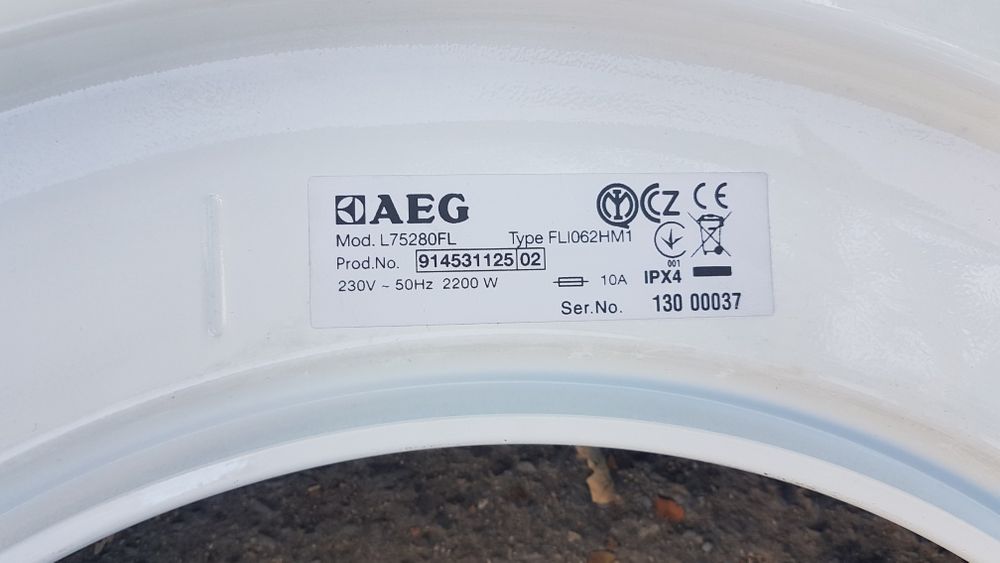 AEG
IMQ CZ CE
Mod. L75280FL Type FLI062HM1
Prod.No. 914531125 02
001
230V ~ 50Hz 2200 W 10A IPX4
Ser.No. 130 00037